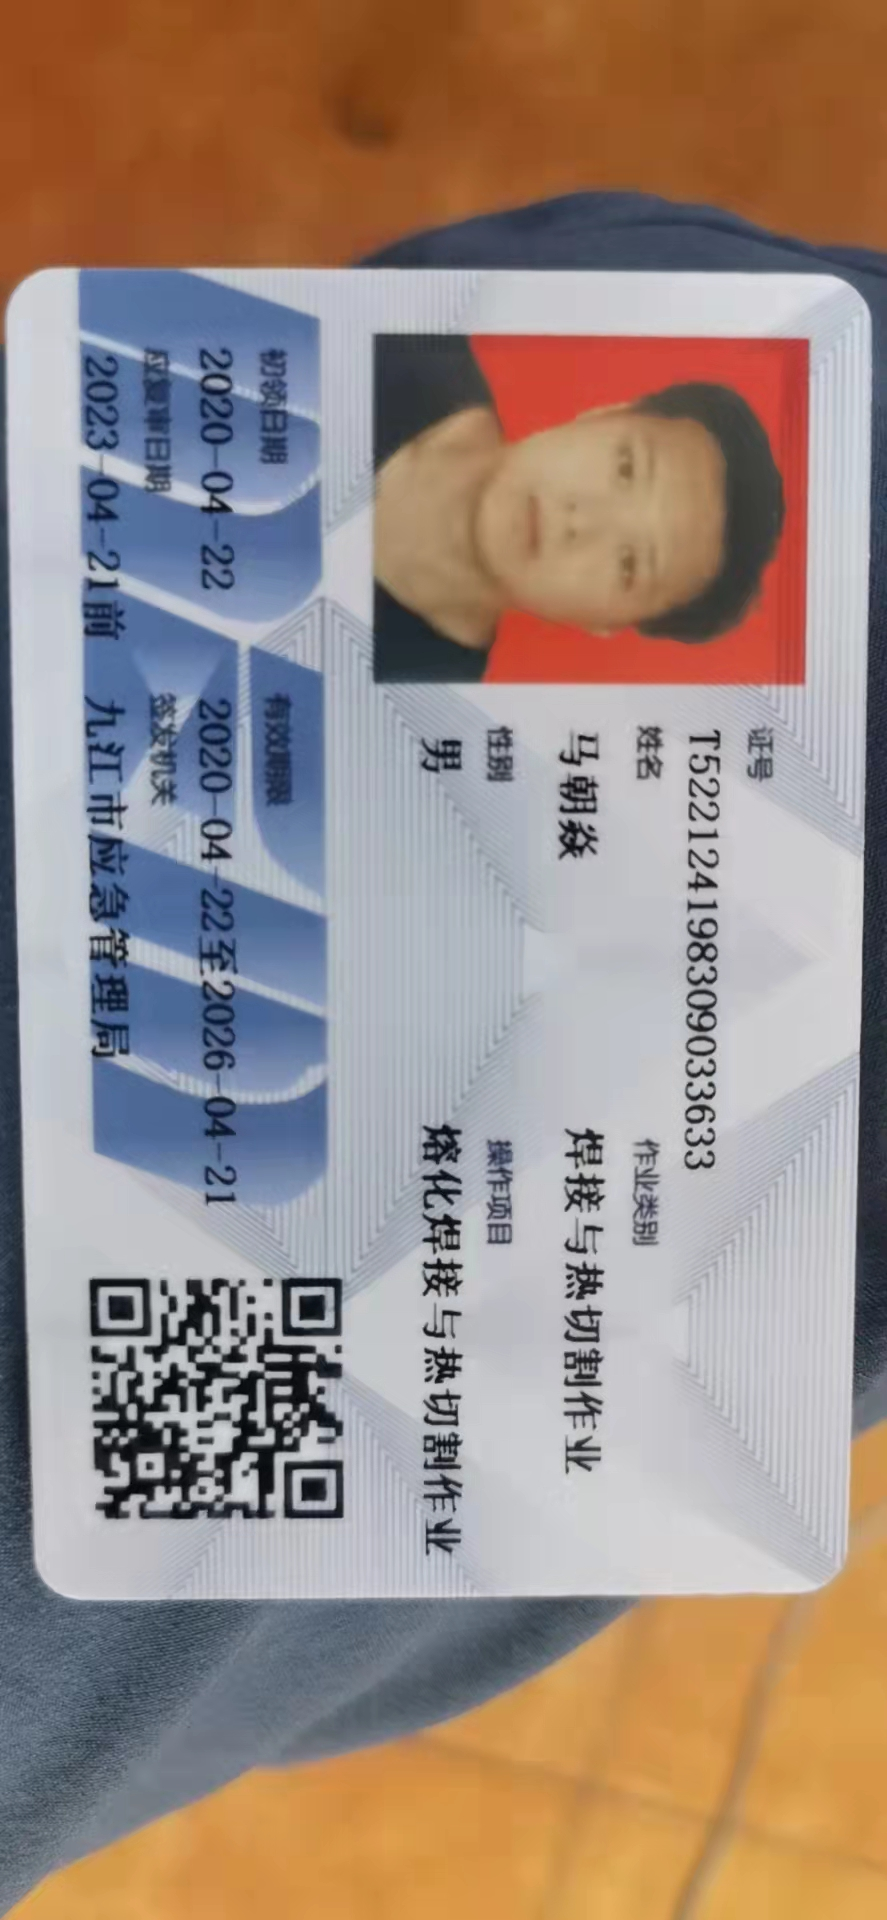 证号
T522124198309033633
姓名
马朝焱
作业类别
焊接与热切割作业
性别
男
操作项目
熔化焊接与热切割作业
初领日期
2020-04-22
有效期限
2020-04-22至2026-04-21
应复审日期
2023-04-21前
签发机关
九江市应急管理局